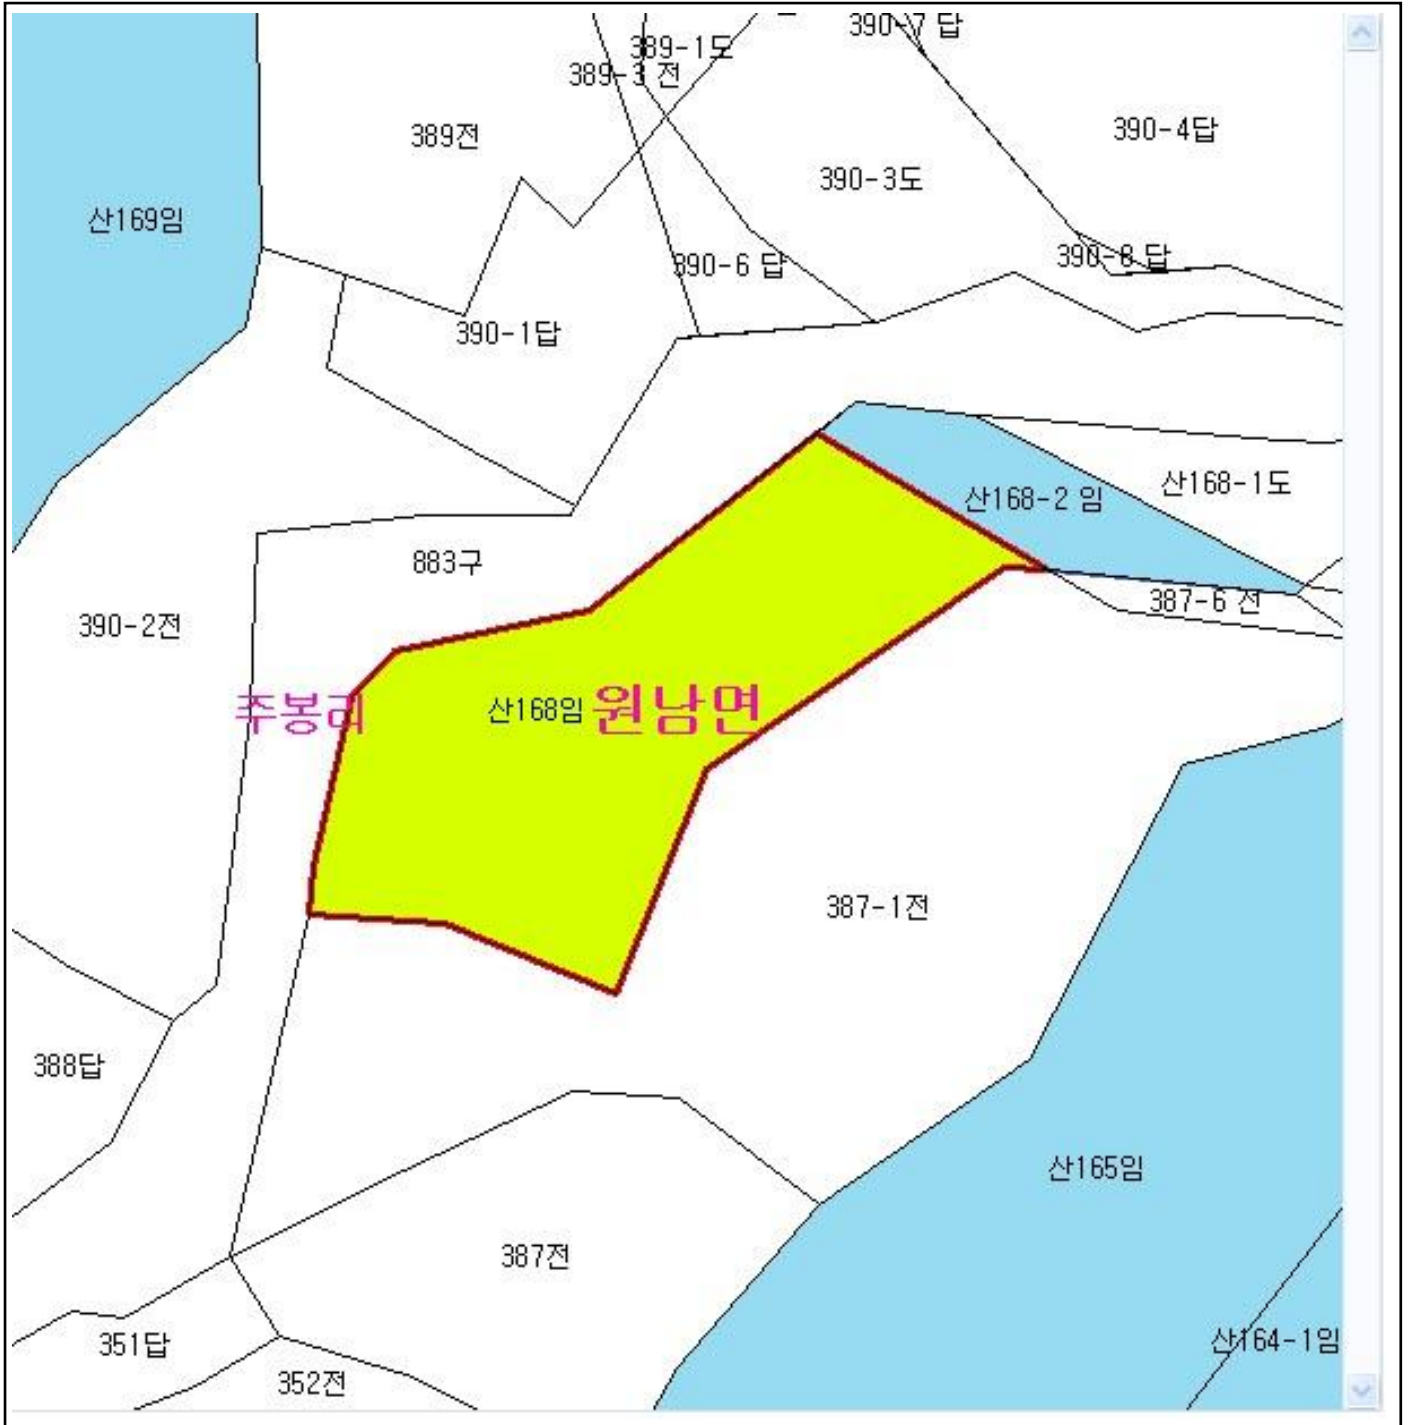 390-7 답
389-1도
389-3 전
390-4답
389전
390-3도
산169임
390-8 답
390-6 답
390-1답
산168-1도
산168-2 임
883구
387-6 전
390-2전
주봉리
산168임
원남면
387-1전
388답
산165임
387전
산164-1임
351답
352전